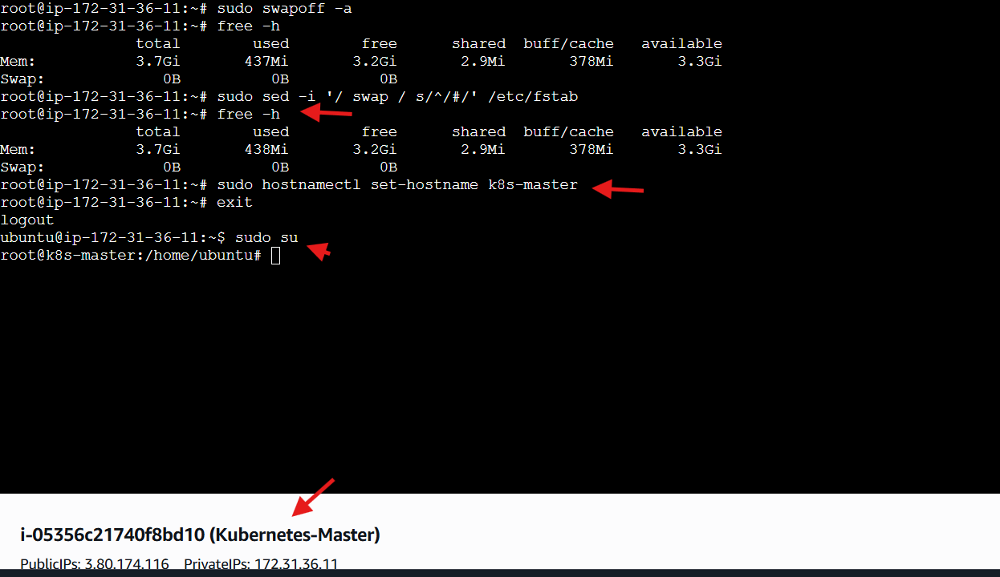 root@ip-172-31-36-11:~# sudo swapoff -a
root@ip-172-31-36-11:~# free -h
total used free shared buff/cache available
Mem: 3.7Gi 437Mi 3.2Gi 2.9Mi 378Mi 3.3Gi
Swap: 0B 0B 0B
root@ip-172-31-36-11:~# sudo sed -i '/ swap / s/^/#/' /etc/fstab
root@ip-172-31-36-11:~# free -h
total used free shared buff/cache available
Mem: 3.7Gi 438Mi 3.2Gi 2.9Mi 378Mi 3.3Gi
Swap: 0B 0B 0B
root@ip-172-31-36-11:~# sudo hostnamectl set-hostname k8s-master
root@ip-172-31-36-11:~# exit
logout
ubuntu@ip-172-31-36-11:~$ sudo su
root@k8s-master:/home/ubuntu#
i-05356c21740f8bd10 (Kubernetes-Master)
PublicIPs: 3.80.174.116 PrivateIPs: 172.31.36.11